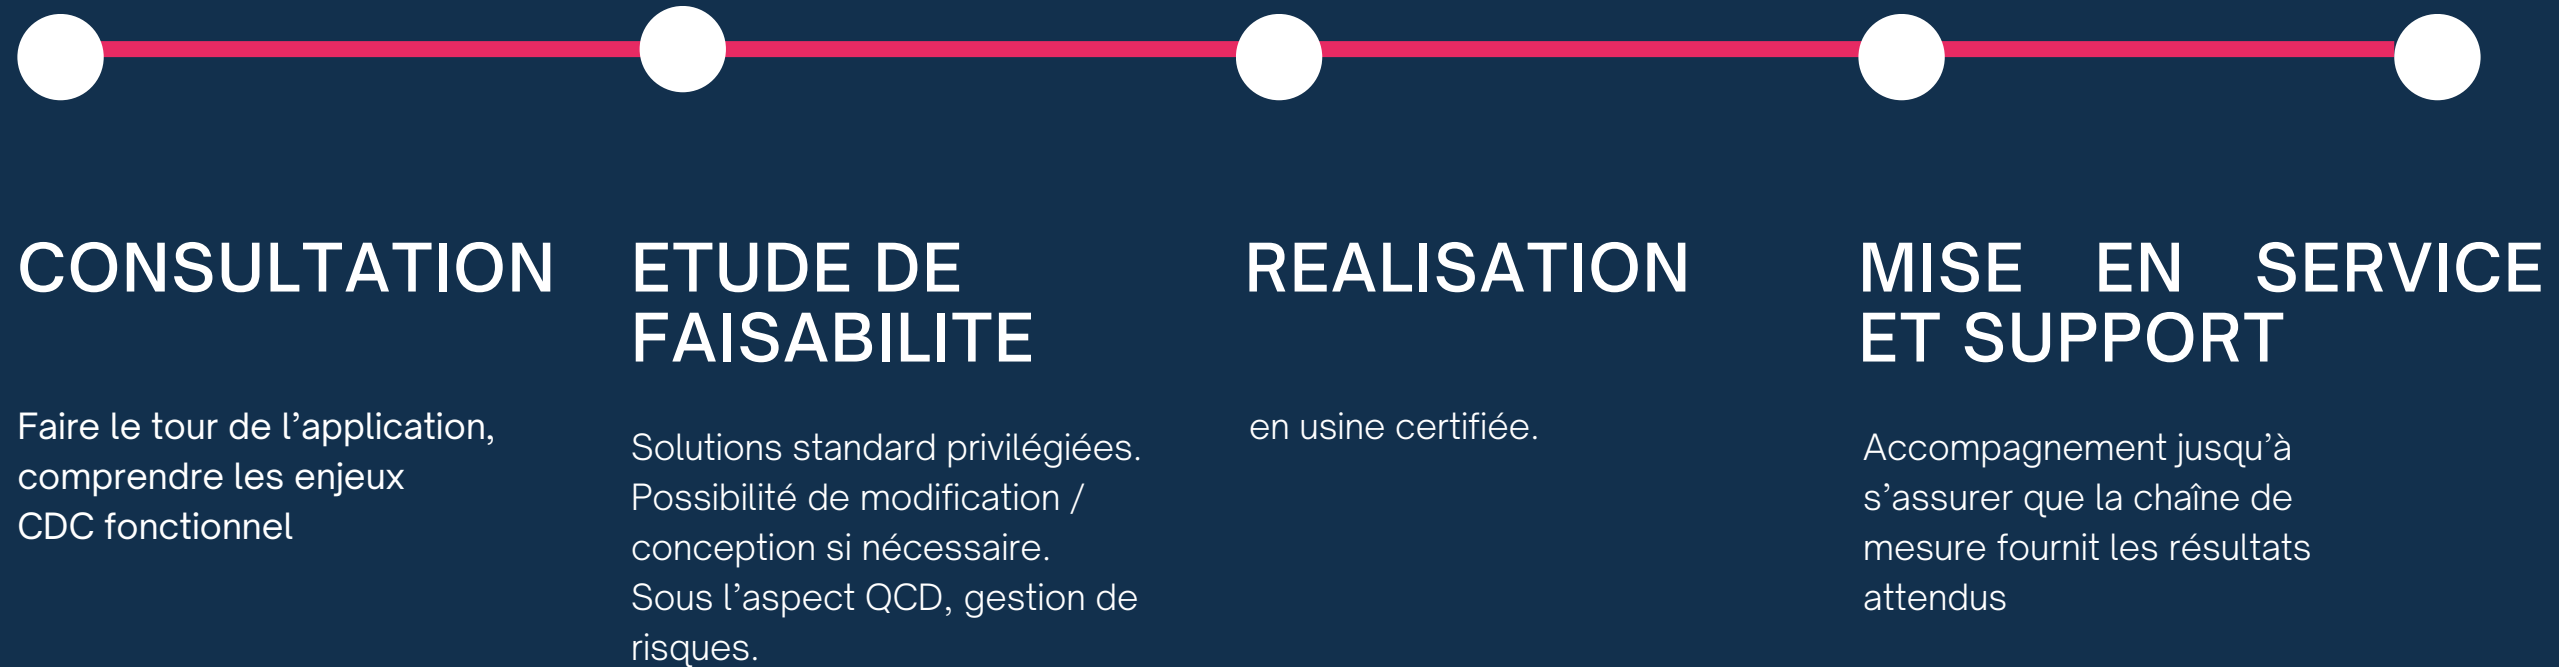 CONSULTATION
Faire le tour de l’application,
comprendre les enjeux
CDC fonctionnel
ETUDE DE
FAISABILITE
Solutions standard privilégiées.
Possibilité de modification /
conception si nécessaire.
Sous l’aspect QCD, gestion de
risques.
REALISATION
en usine certifiée.
MISE EN SERVICE
ET SUPPORT
Accompagnement jusqu’à
s’assurer que la chaîne de
mesure fournit les résultats
attendus